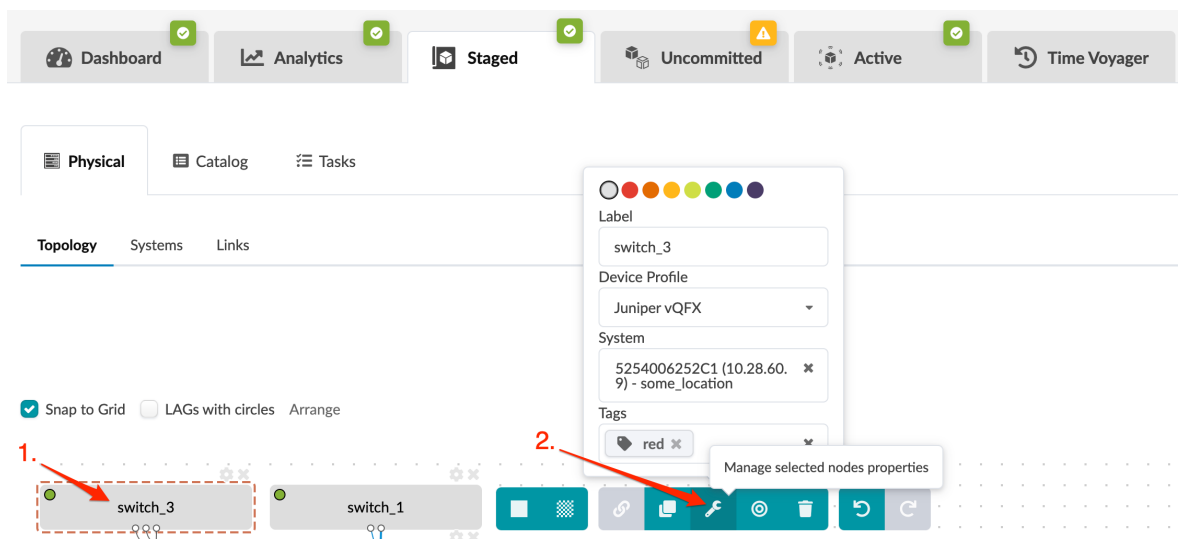 Dashboard
Analytics
Staged
Uncommitted
Active
Time Voyager
Physical
Catalog
Tasks
Topology
Systems
Links
Label
switch_3
Device Profile
Juniper vQFX
System
5254006252C1 (10.28.60.
9) - some_location
Tags
red
Snap to Grid
LAGs with circles
Arrange
1.
2.
Manage selected nodes properties
switch_3
switch_1